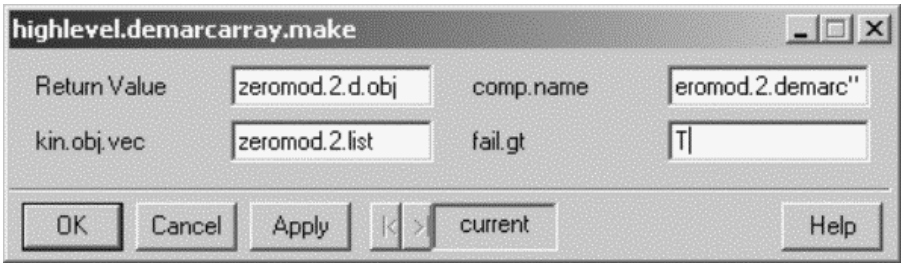 highlevel.demarcarray.make
Return Value zeromod.2.d.obj comp.name eromod.2.demarc"
kin.obj.vec zeromod.2.list fail.gt T
OK Cancel Apply |< >| current Help